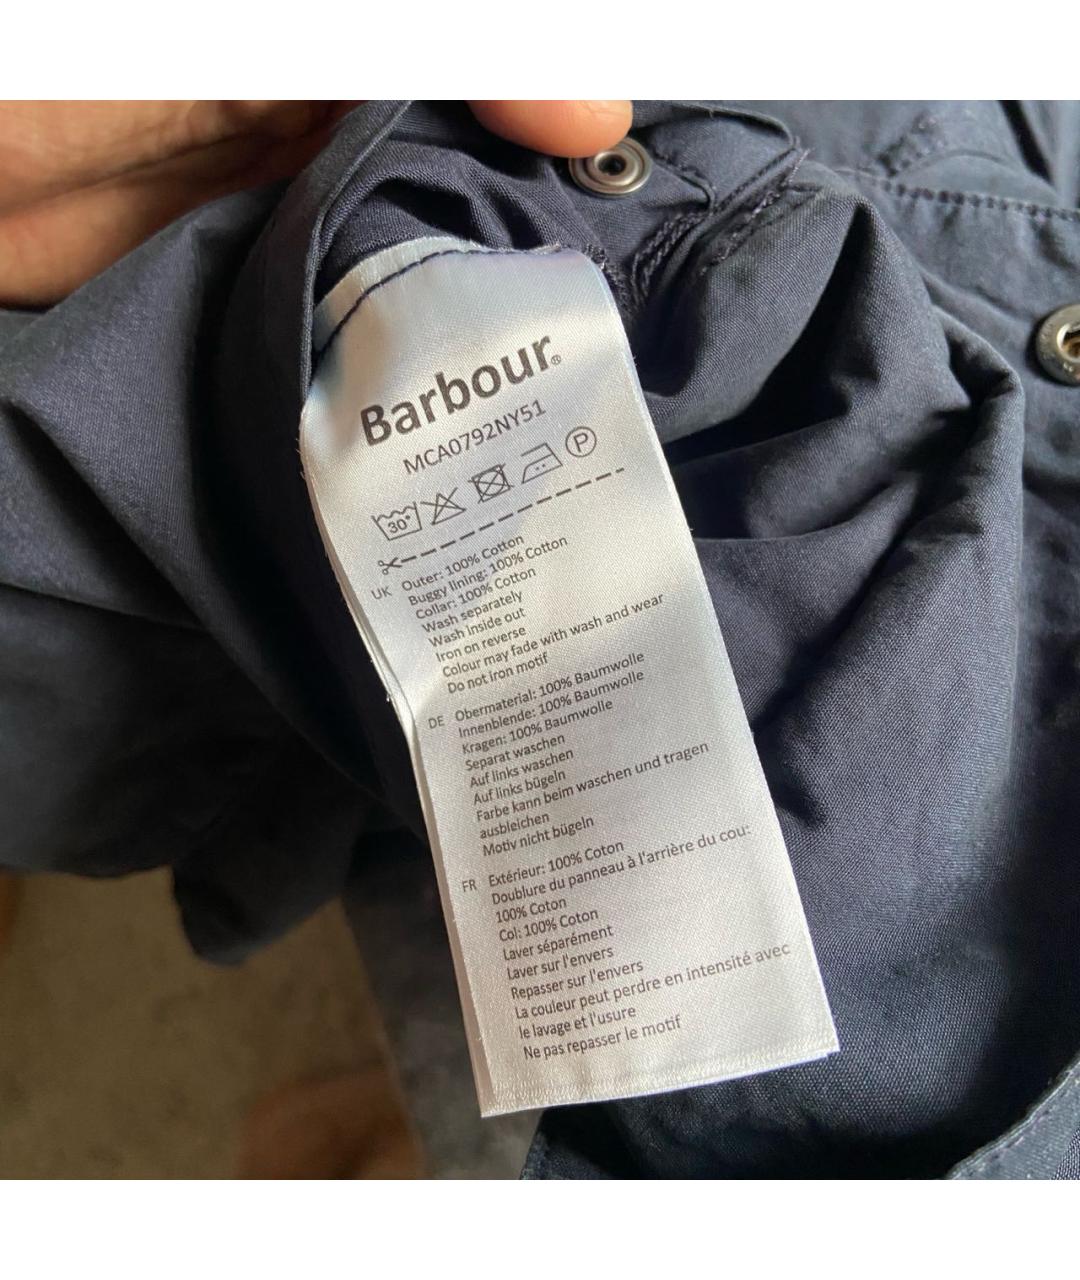 Barbour®
MCA0792NY51
30° P
UK Outer: 100% Cotton
Buggy lining: 100% Cotton
Collar: 100% Cotton
Wash separately
Wash inside out
Iron on reverse
Colour may fade with wash and wear
Do not iron motif
DE Obermaterial: 100% Baumwolle
Innenblende: 100% Baumwolle
Kragen: 100% Baumwolle
Separat waschen
Auf links waschen
Auf links bügeln
Farbe kann beim waschen und tragen
ausbleichen
Motiv nicht bügeln
FR Extérieur: 100% Coton
Doublure du panneau à l'arrière du cou:
100% Coton
Col: 100% Coton
Laver séparément
Laver sur l'envers
Repasser sur l'envers
La couleur peut perdre en intensité avec
le lavage et l'usure
Ne pas repasser le motif